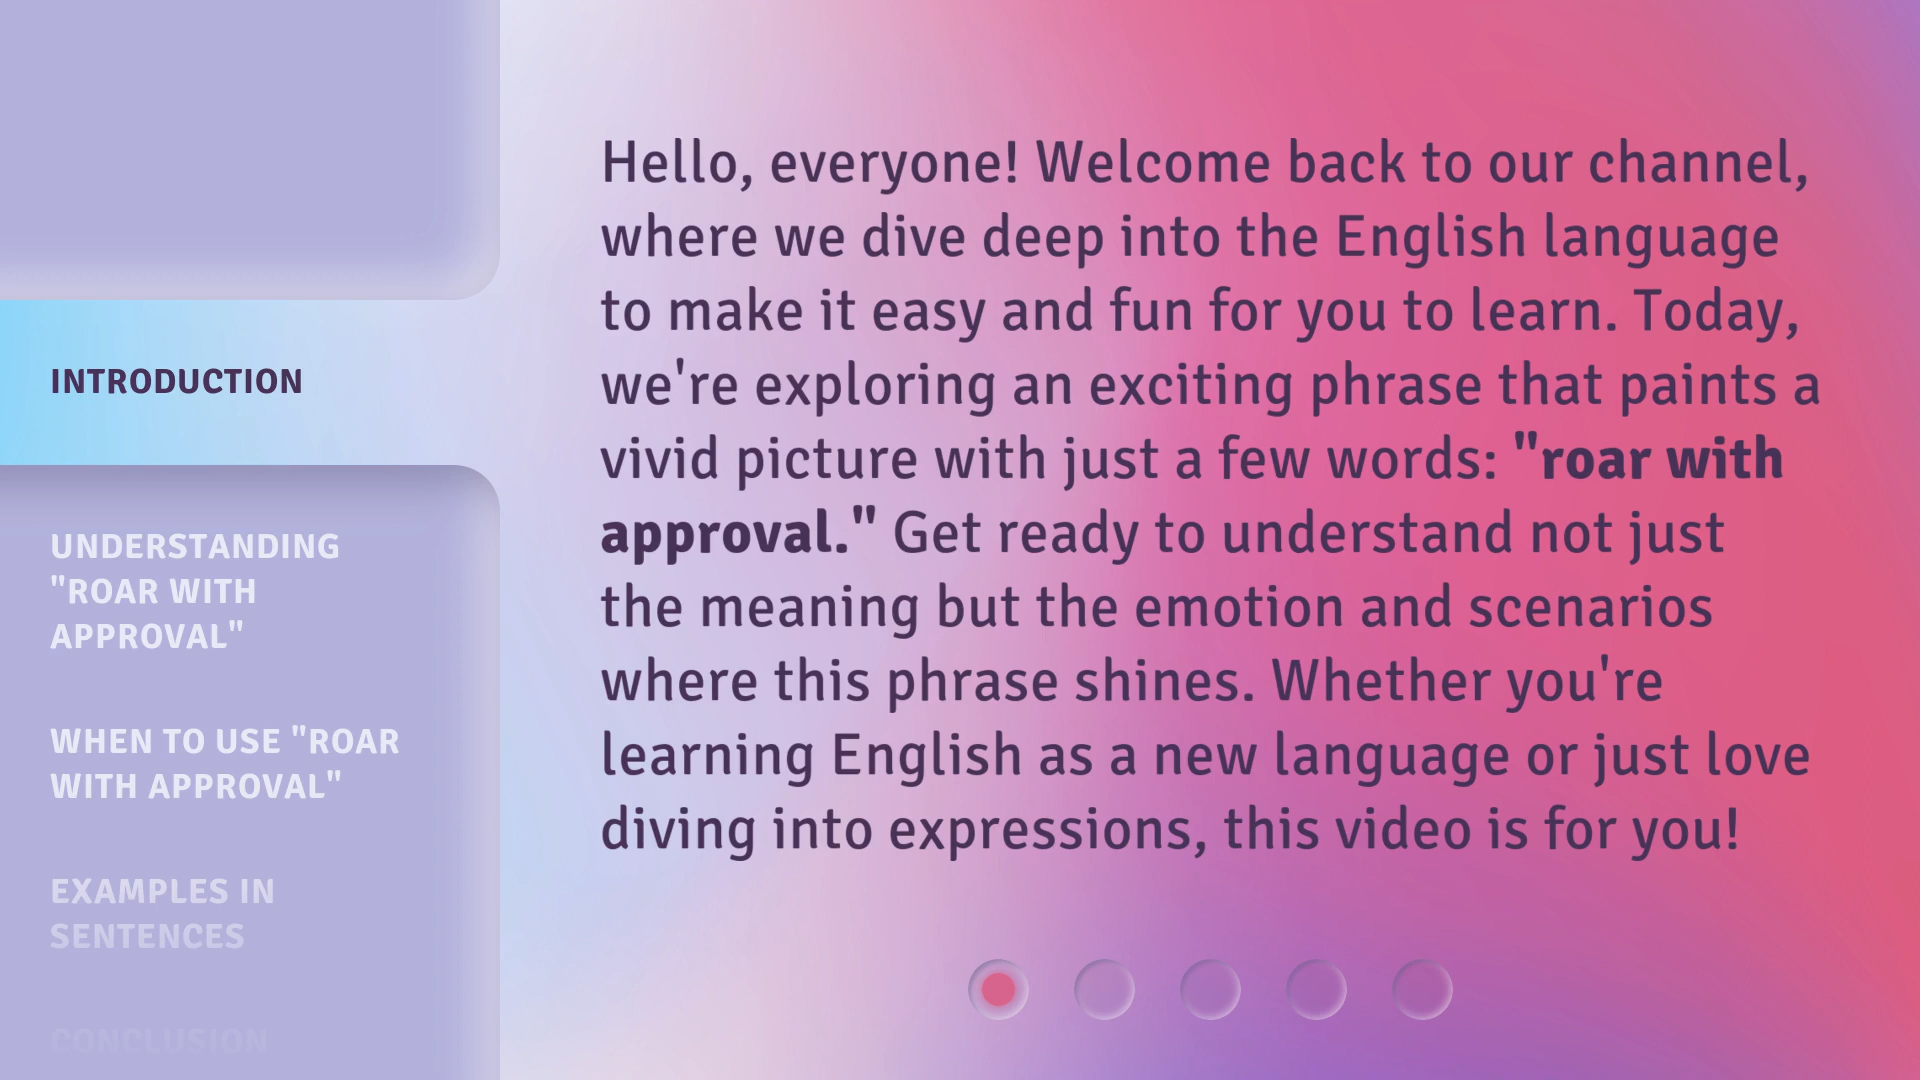 INTRODUCTION
UNDERSTANDING
"ROAR WITH
APPROVAL"
WHEN TO USE "ROAR
WITH APPROVAL"
EXAMPLES IN
SENTENCES
CONCLUSION
Hello, everyone! Welcome back to our channel,
where we dive deep into the English language
to make it easy and fun for you to learn. Today,
we're exploring an exciting phrase that paints a
vivid picture with just a few words: "roar with
approval." Get ready to understand not just
the meaning but the emotion and scenarios
where this phrase shines. Whether you're
learning English as a new language or just love
diving into expressions, this video is for you!